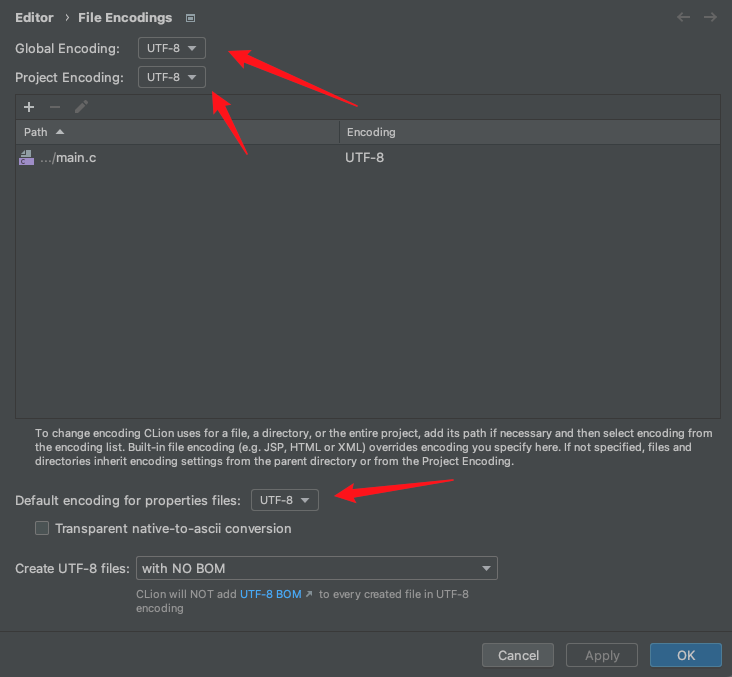 Editor › File Encodings
Global Encoding: UTF-8
Project Encoding: UTF-8
Path Encoding
.../main.c UTF-8
To change encoding CLion uses for a file, a directory, or the entire project, add its path if necessary and then select encoding from
the encoding list. Built-in file encoding (e.g. JSP, HTML or XML) overrides encoding you specify here. If not specified, files and
directories inherit encoding settings from the parent directory or from the Project Encoding.
Default encoding for properties files: UTF-8
Transparent native-to-ascii conversion
Create UTF-8 files: with NO BOM
CLion will NOT add UTF-8 BOM ↗ to every created file in UTF-8
encoding
Cancel Apply OK